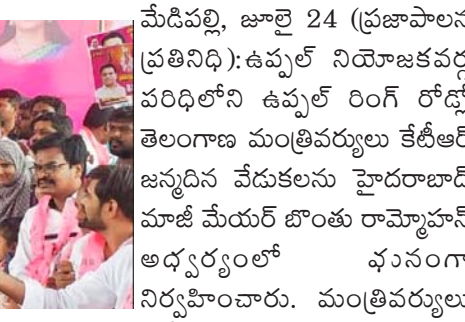 మేడిపల్లి, జూలై 24 (ప్రజాపాలన
ప్రతినిధి):ఉప్పల్ నియోజకవర్గ
పరిధిలోని ఉప్పల్ రింగ్ రోడ్లో
తెలంగాణ మంత్రివర్యులు కేటీఆర్
జన్మదిన వేడుకలను హైదరాబాద్
మాజీ మేయర్ బొంతు రామ్మోహన్
అధ్వర్యంలో ఘనంగా
నిర్వహించారు. మంత్రివర్యులు